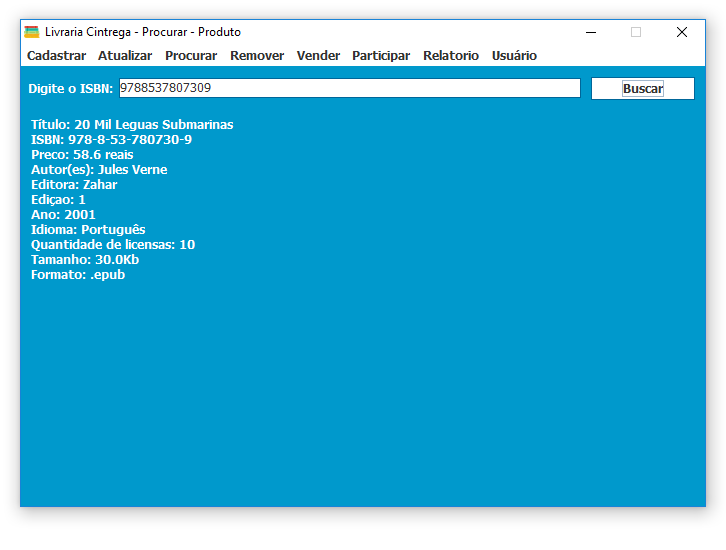 Livraria Cintrega - Procurar - Produto
Cadastrar Atualizar Procurar Remover Vender Participar Relatorio Usuário
Digite o ISBN: 9788537807309 Buscar
Título: 20 Mil Leguas Submarinas
ISBN: 978-8-53-780730-9
Preco: 58.6 reais
Autor(es): Jules Verne
Editora: Zahar
Ediçao: 1
Ano: 2001
Idioma: Português
Quantidade de licensas: 10
Tamanho: 30.0Kb
Formato: .epub